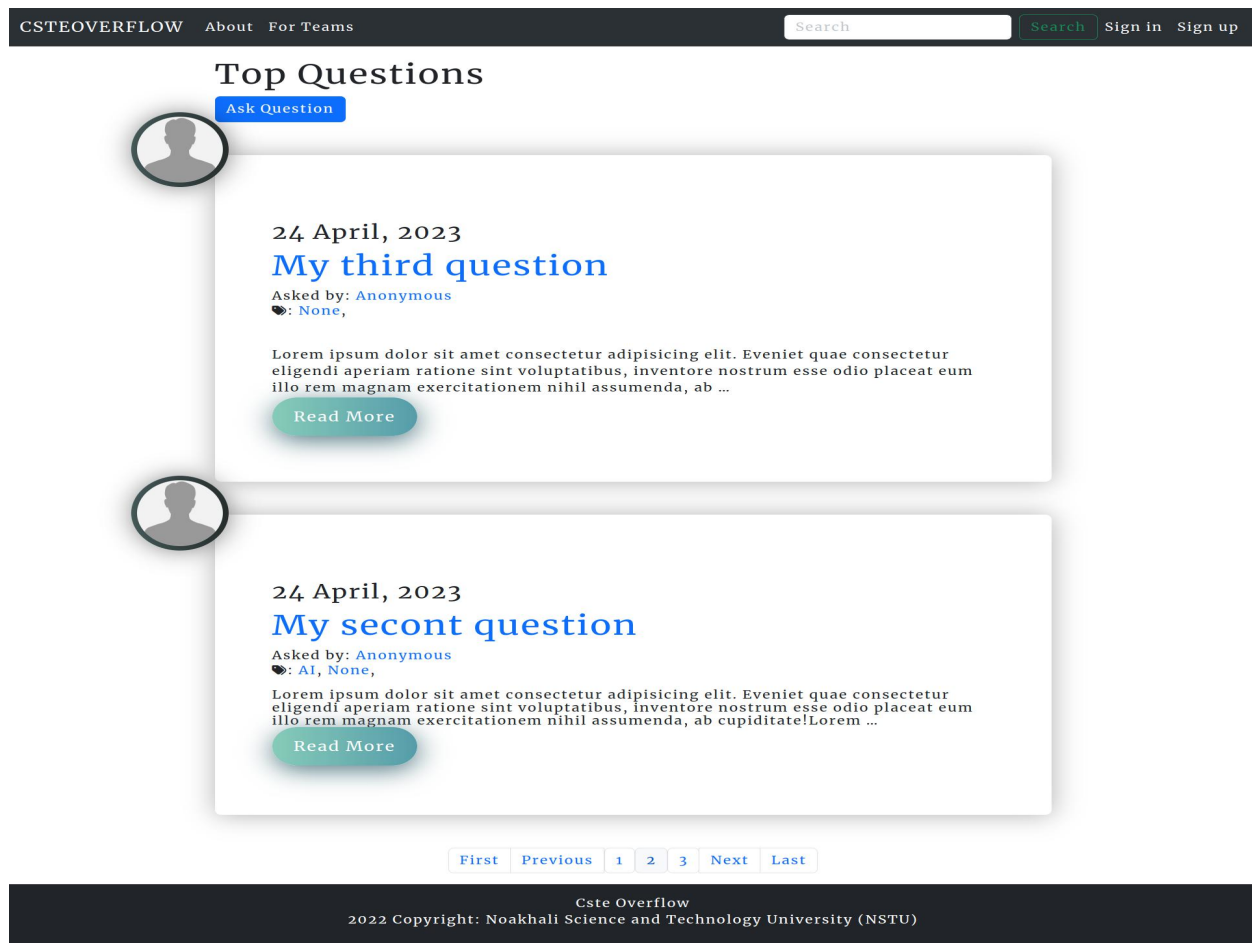 CSTEOVERFLOW About For Teams Search Search Sign in Sign up
Top Questions
Ask Question
24 April, 2023
My third question
Asked by: Anonymous
: None,
Lorem ipsum dolor sit amet consectetur adipisicing elit. Eveniet quae consectetur
eligendi aperiam ratione sint voluptatibus, inventore nostrum esse odio placeat eum
illo rem magnam exercitationem nihil assumenda, ab ...
Read More
24 April, 2023
My secont question
Asked by: Anonymous
: AI, None,
Lorem ipsum dolor sit amet consectetur adipisicing elit. Eveniet quae consectetur
eligendi aperiam ratione sint voluptatibus, inventore nostrum esse odio placeat eum
illo rem magnam exercitationem nihil assumenda, ab cupiditate!Lorem ...
Read More
First Previous 1 2 3 Next Last
Cste Overflow
2022 Copyright: Noakhali Science and Technology University (NSTU)